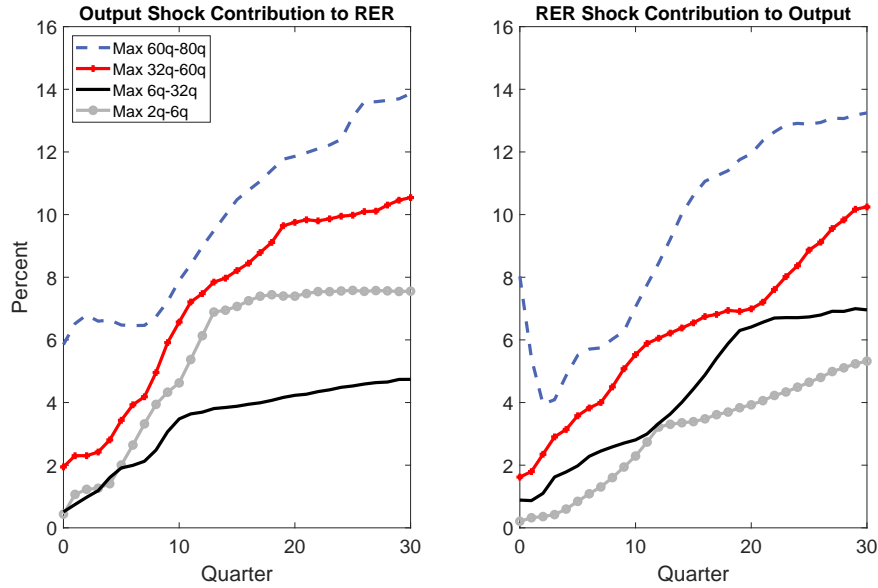 Output Shock Contribution to RER
Max 60q-80q
Max 32q-60q
Max 6q-32q
Max 2q-6q
Percent
16
14
12
10
8
6
4
2
0
0
10
20
30
Quarter
RER Shock Contribution to Output
16
14
12
10
8
6
4
2
0
0
10
20
30
Quarter